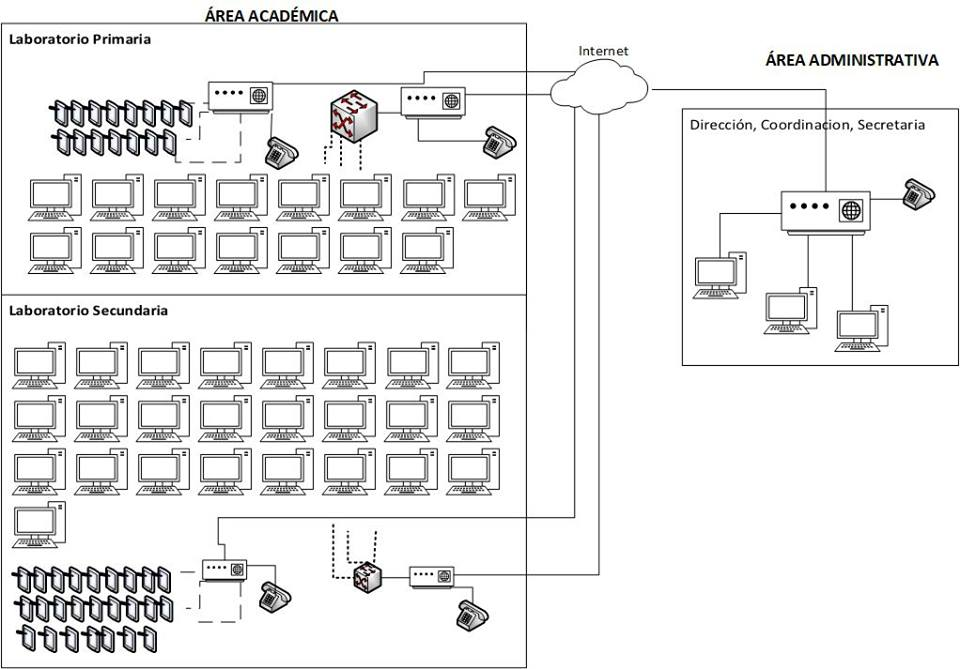 ÁREA ACADÉMICA
Laboratorio Primaria
Internet
ÁREA ADMINISTRATIVA
Dirección, Coordinacion, Secretaria
Laboratorio Secundaria